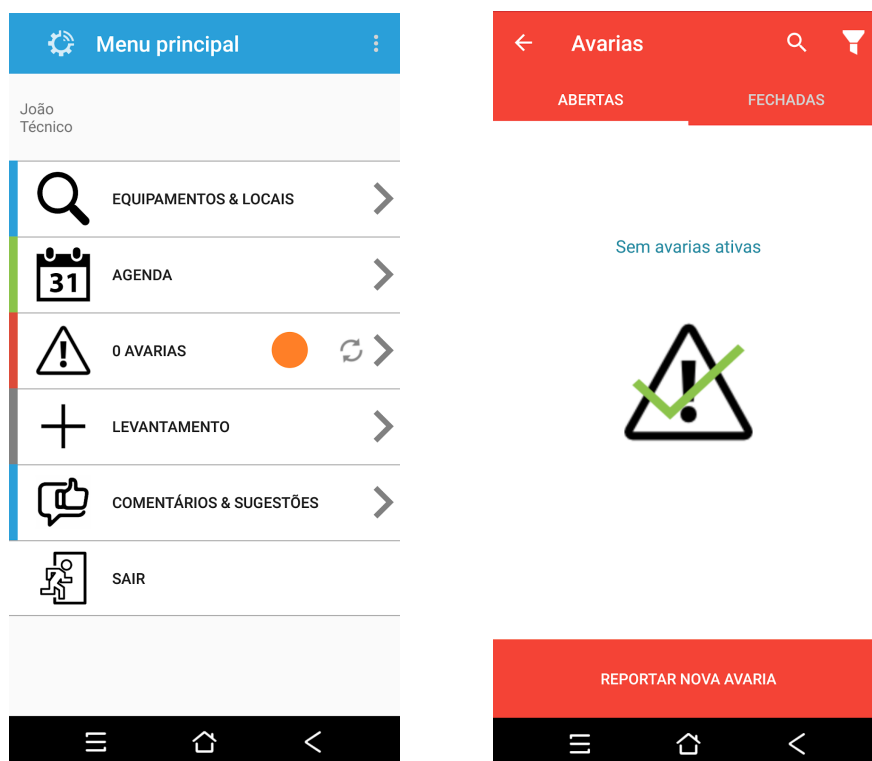 Menu principal
João
Técnico
EQUIPAMENTOS & LOCAIS
31
AGENDA
0 AVARIAS
LEVANTAMENTO
COMENTÁRIOS & SUGESTÕES
SAIR
Avarias
ABERTAS
FECHADAS
Sem avarias ativas
REPORTAR NOVA AVARIA